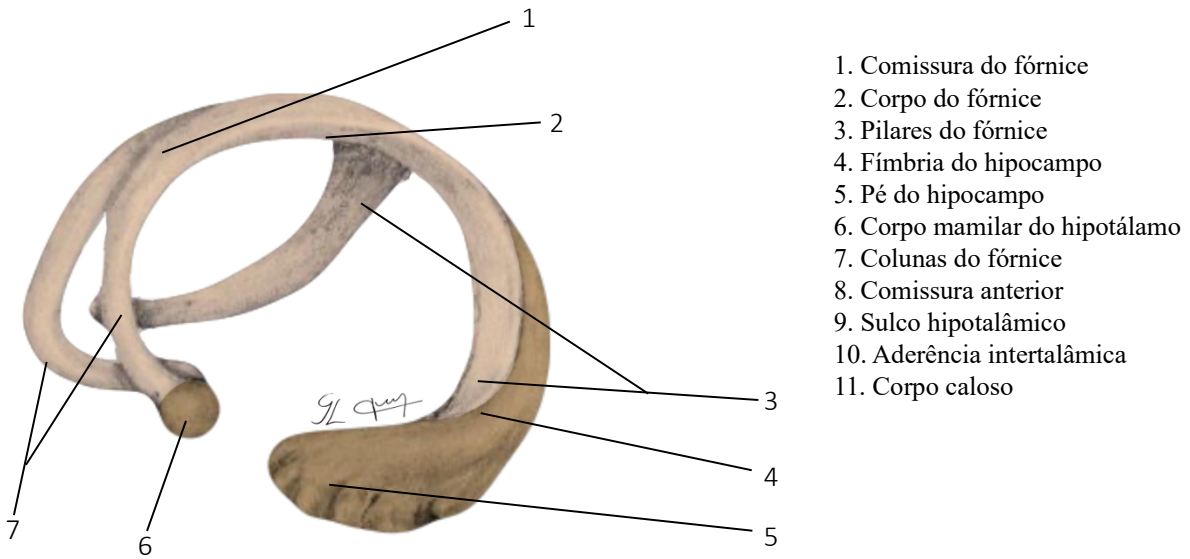 1
2
3
4
5
6
7
1. Comissura do fórnice
2. Corpo do fórnice
3. Pilares do fórnice
4. Fímbria do hipocampo
5. Pé do hipocampo
6. Corpo mamilar do hipotálamo
7. Colunas do fórnice
8. Comissura anterior
9. Sulco hipotalâmico
10. Aderência intertalâmica
11. Corpo caloso